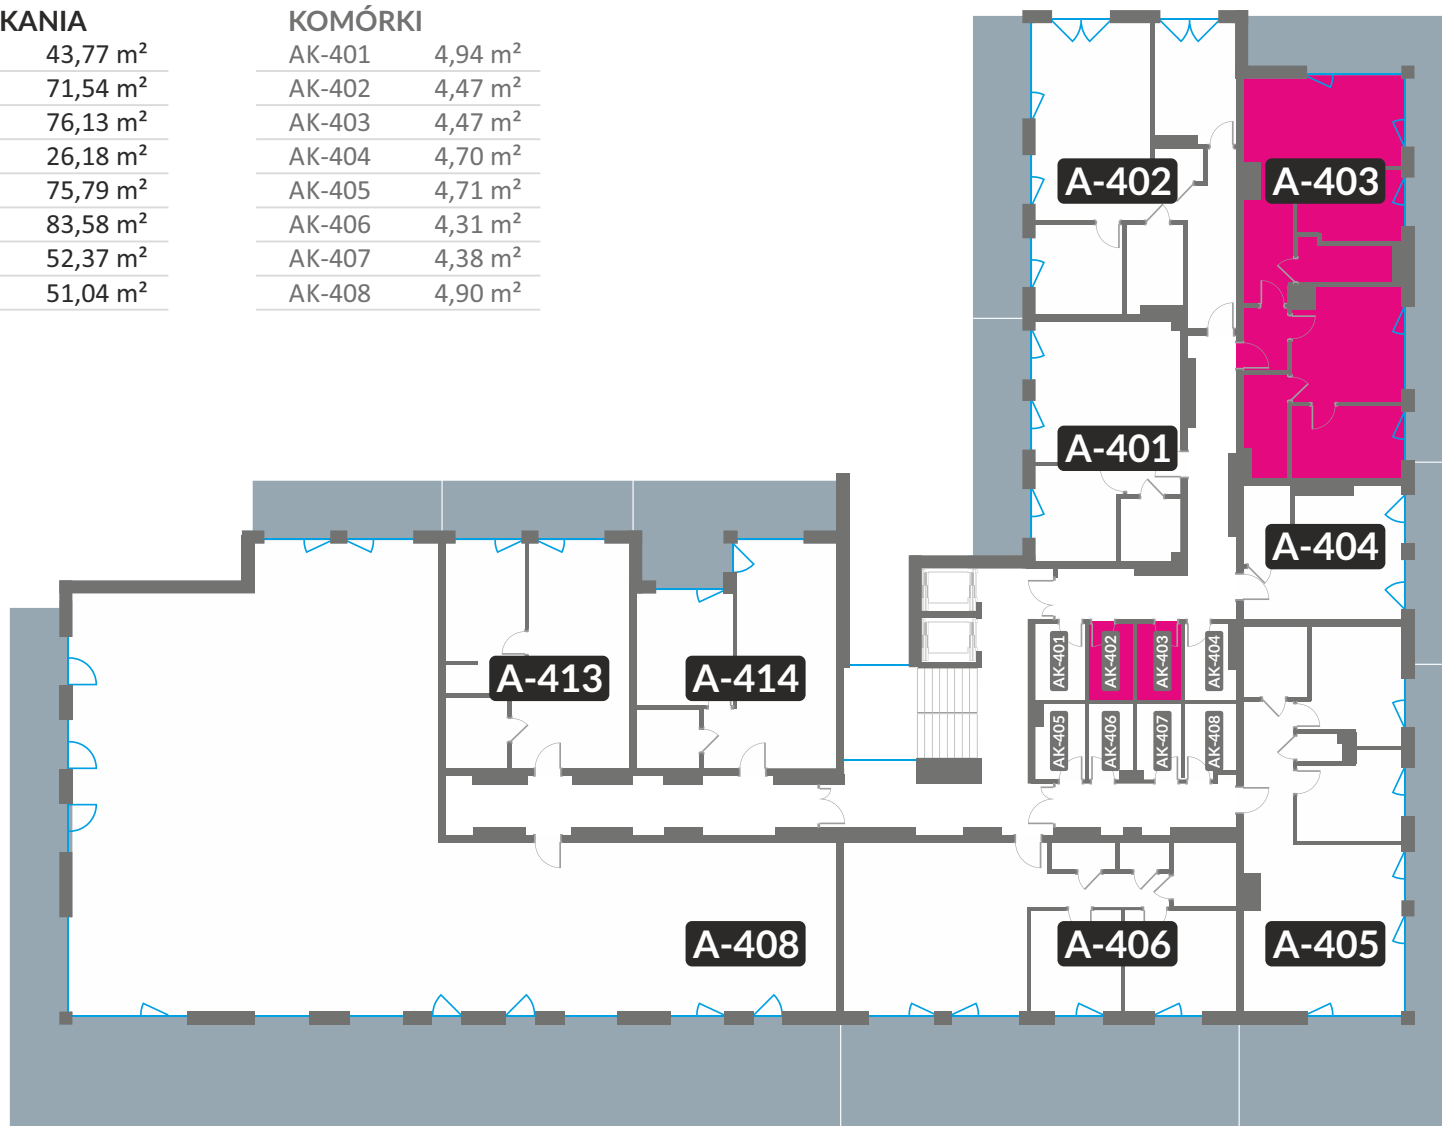 KANIA
43,77 m²
71,54 m²
76,13 m²
26,18 m²
75,79 m²
83,58 m²
52,37 m²
51,04 m²
KOMÓRKI
AK-401 4,94 m²
AK-402 4,47 m²
AK-403 4,47 m²
AK-404 4,70 m²
AK-405 4,71 m²
AK-406 4,31 m²
AK-407 4,38 m²
AK-408 4,90 m²
A-402
A-403
A-401
A-404
AK-401
AK-402
AK-403
AK-404
A-413
A-414
AK-405
AK-406
AK-407
AK-408
A-408
A-406
A-405